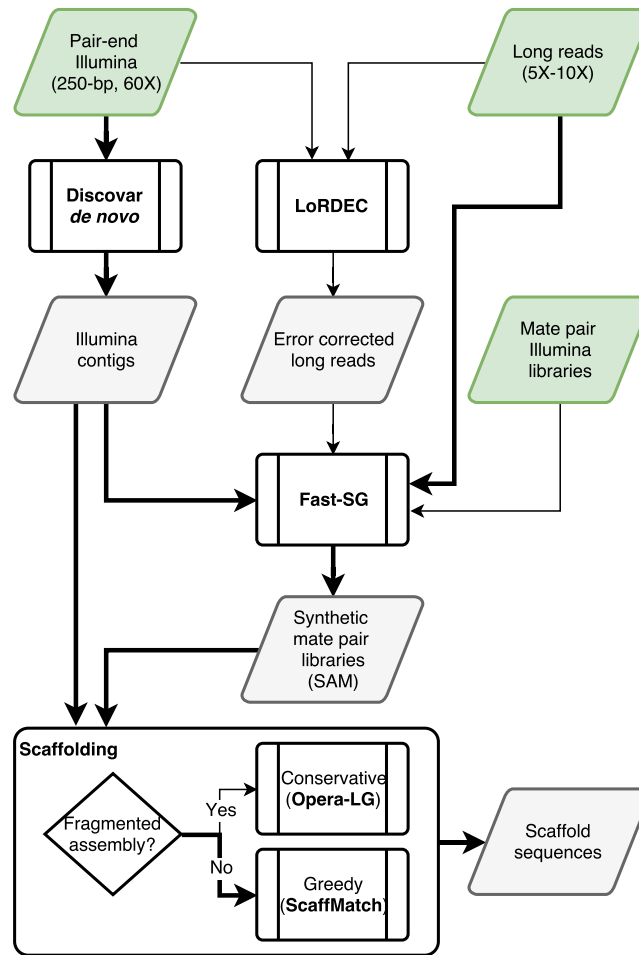 Pair-end
Illumina
(250-bp, 60X)
Long reads
(5X-10X)
Discovar
de novo
LoRDEC
Illumina
contigs
Error corrected
long reads
Mate pair
Illumina
libraries
Fast-SG
Synthetic
mate pair
libraries
(SAM)
Scaffolding
Fragmented
assembly?
Yes
No
Conservative
(Opera-LG)
Greedy
(ScaffMatch)
Scaffold
sequences